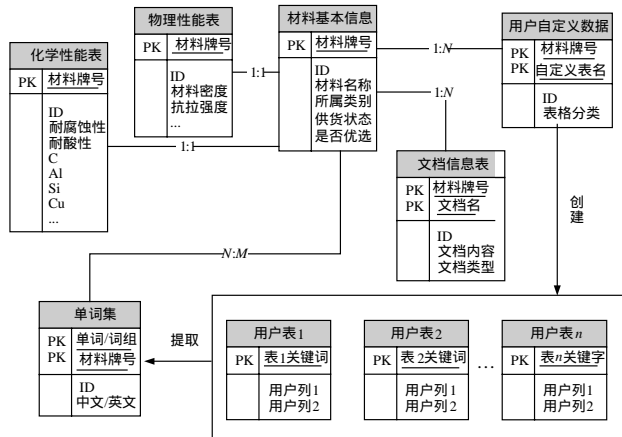 物理性能表
PK 材料牌号
ID
材料密度
抗拉强度
...
材料基本信息
PK 材料牌号
ID
材料名称
所属类别
供货状态
是否优选
用户自定义数据
PK 材料牌号
PK 自定义表名
ID
表格分类
化学性能表
PK 材料牌号
ID
耐腐蚀性
耐酸性
C
Al
Si
Cu
...
1:1
1:1
1:N
1:N
文档信息表
PK 材料牌号
PK 文档名
ID
文档内容
文档类型
创建
N:M
单词集
PK 单词/词组
PK 材料牌号
ID
中文/英文
提取
用户表1
PK 表1关键词
用户列1
用户列2
用户表2
PK 表2关键词
用户列1
用户列2
…
用户表n
PK 表n关键字
用户列1
用户列2